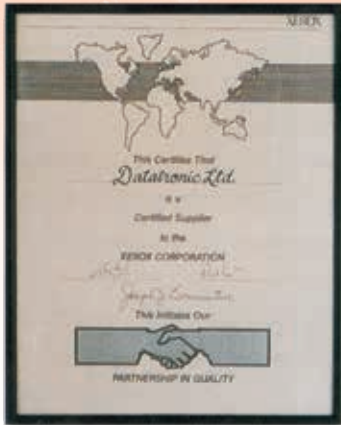 XEROX
This Certifies That
Datatronic Ltd.
is a
Certified Supplier
to the
XEROX CORPORATION
This Initiates Our
PARTNERSHIP IN QUALITY